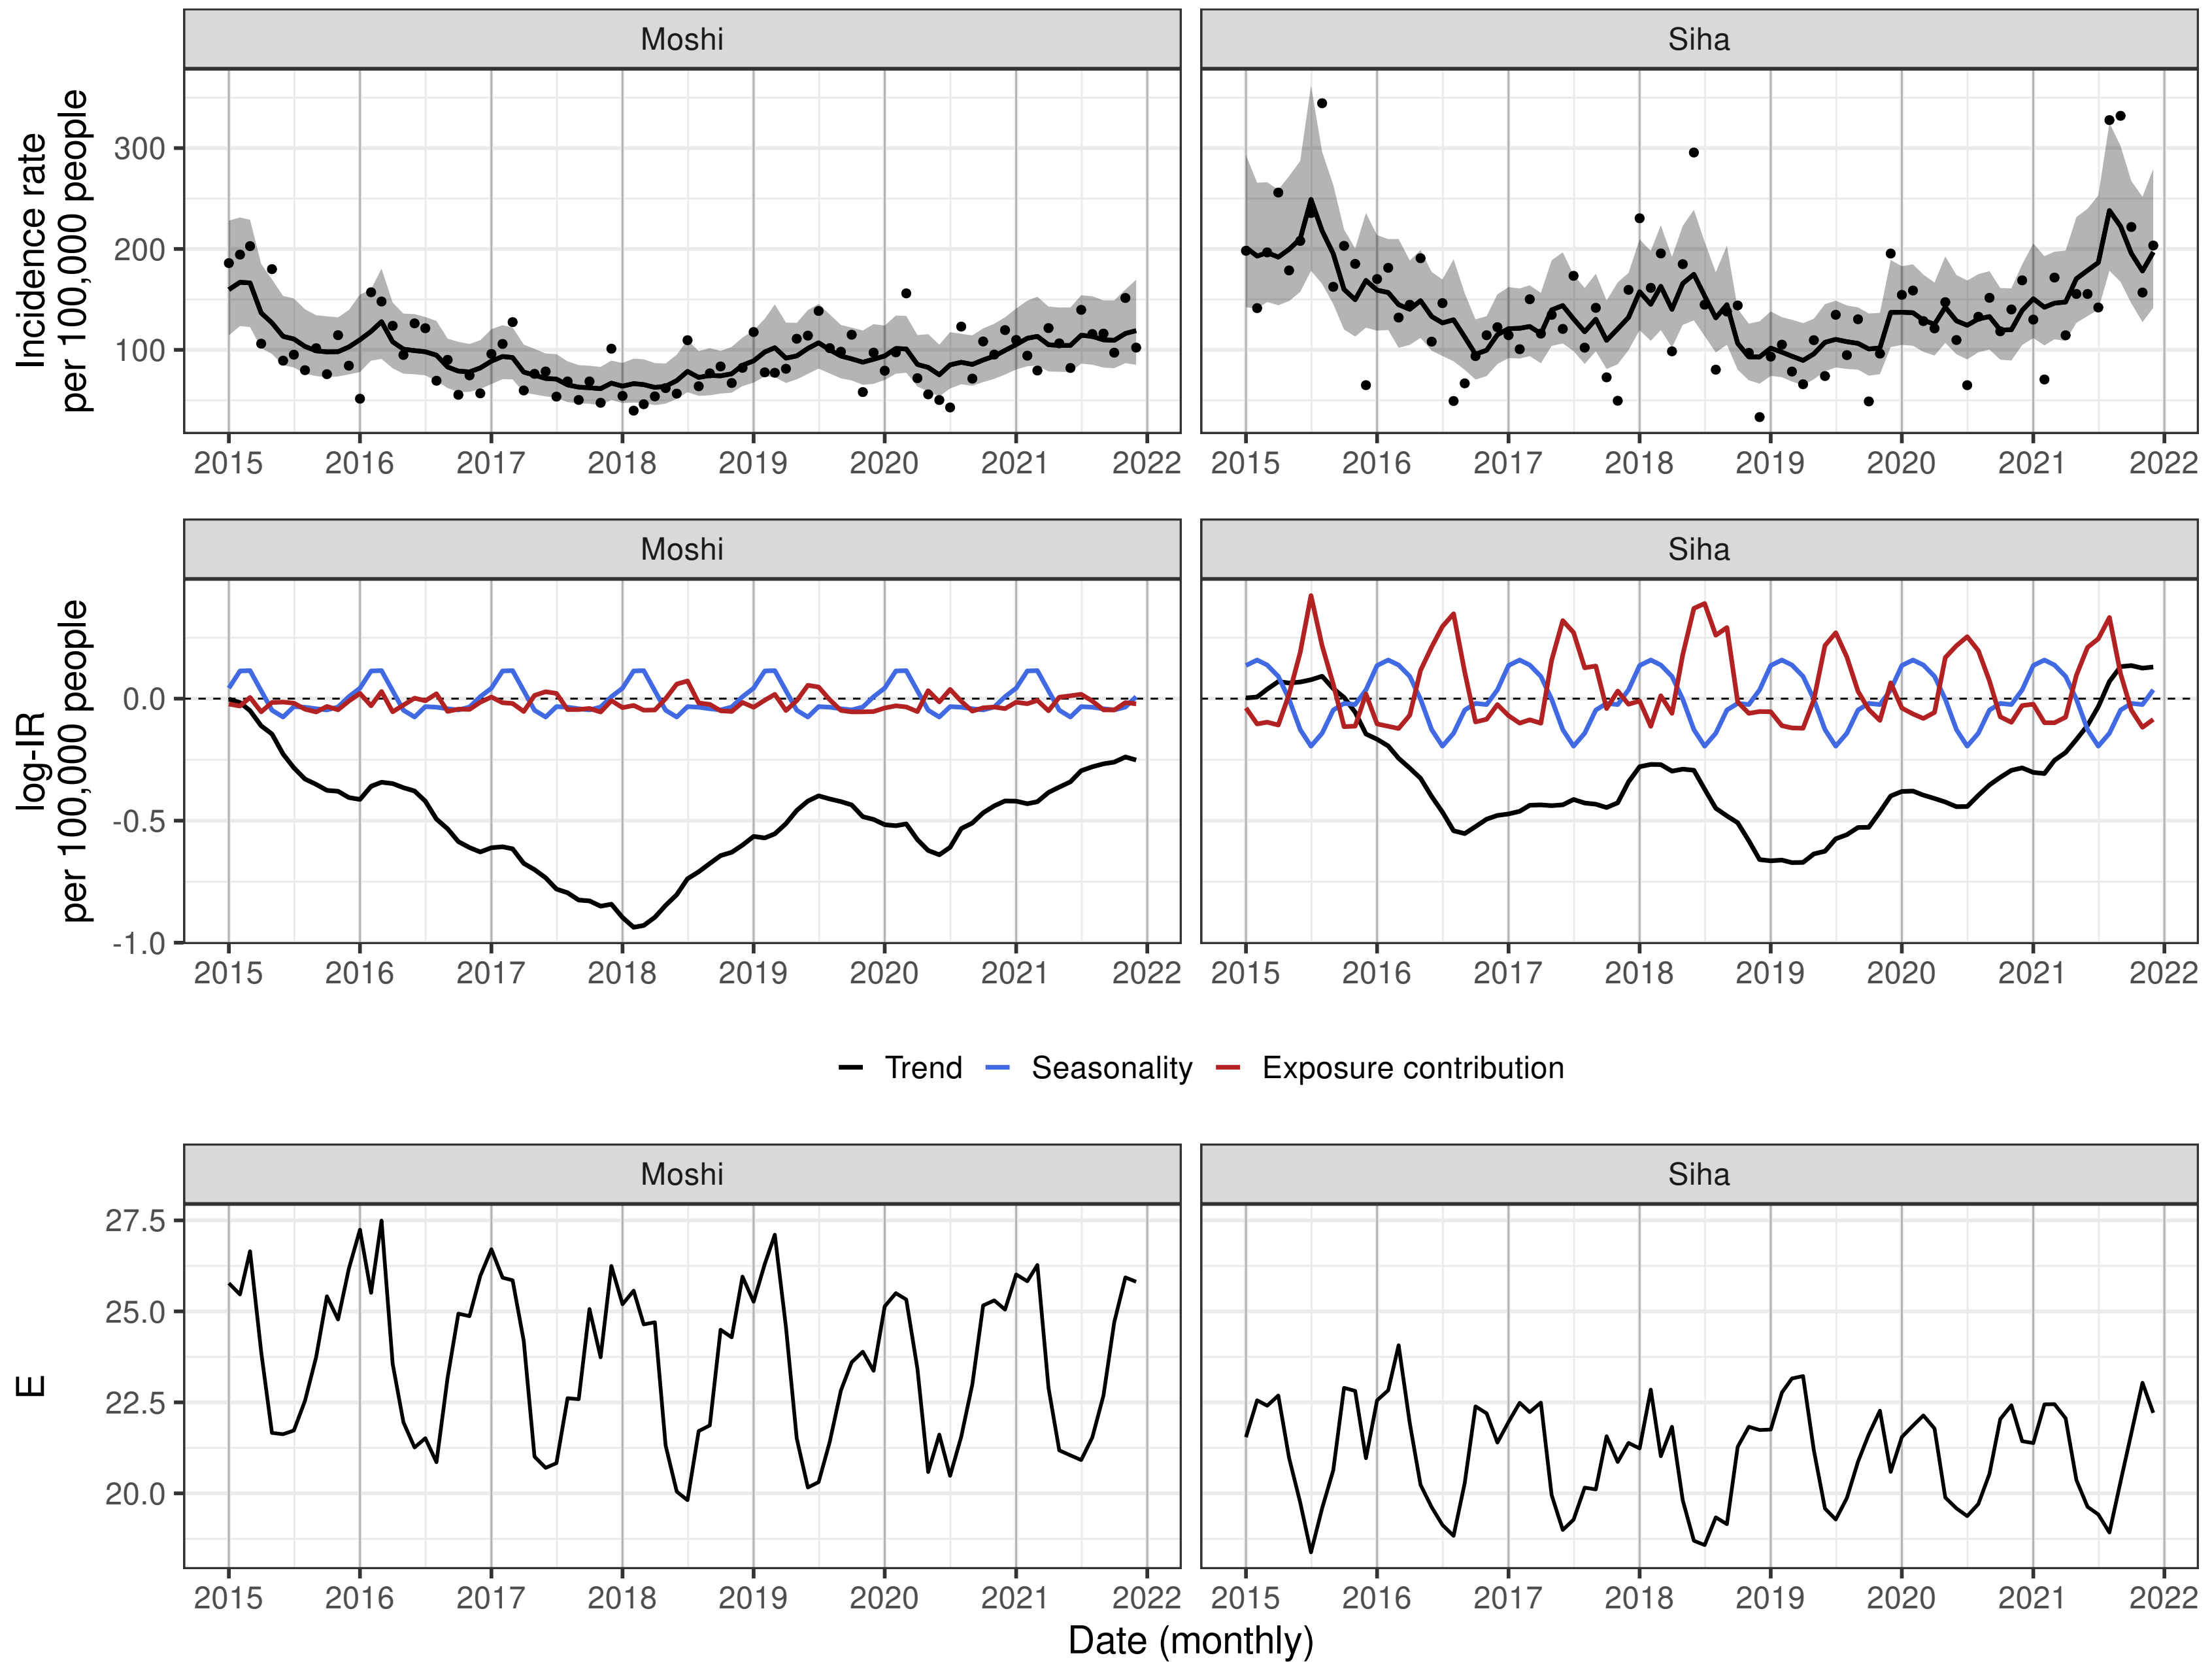 Moshi Siha
Incidence rate
per 100,000 people
300
200
100
2015 2016 2017 2018 2019 2020 2021 2022 2015 2016 2017 2018 2019 2020 2021 2022
Moshi Siha
log-IR
per 100,000 people
0.0
-0.5
-1.0
2015 2016 2017 2018 2019 2020 2021 2022 2015 2016 2017 2018 2019 2020 2021 2022
Trend Seasonality Exposure contribution
Moshi Siha
E
27.5
25.0
22.5
20.0
2015 2016 2017 2018 2019 2020 2021 2022 2015 2016 2017 2018 2019 2020 2021 2022
Date (monthly)